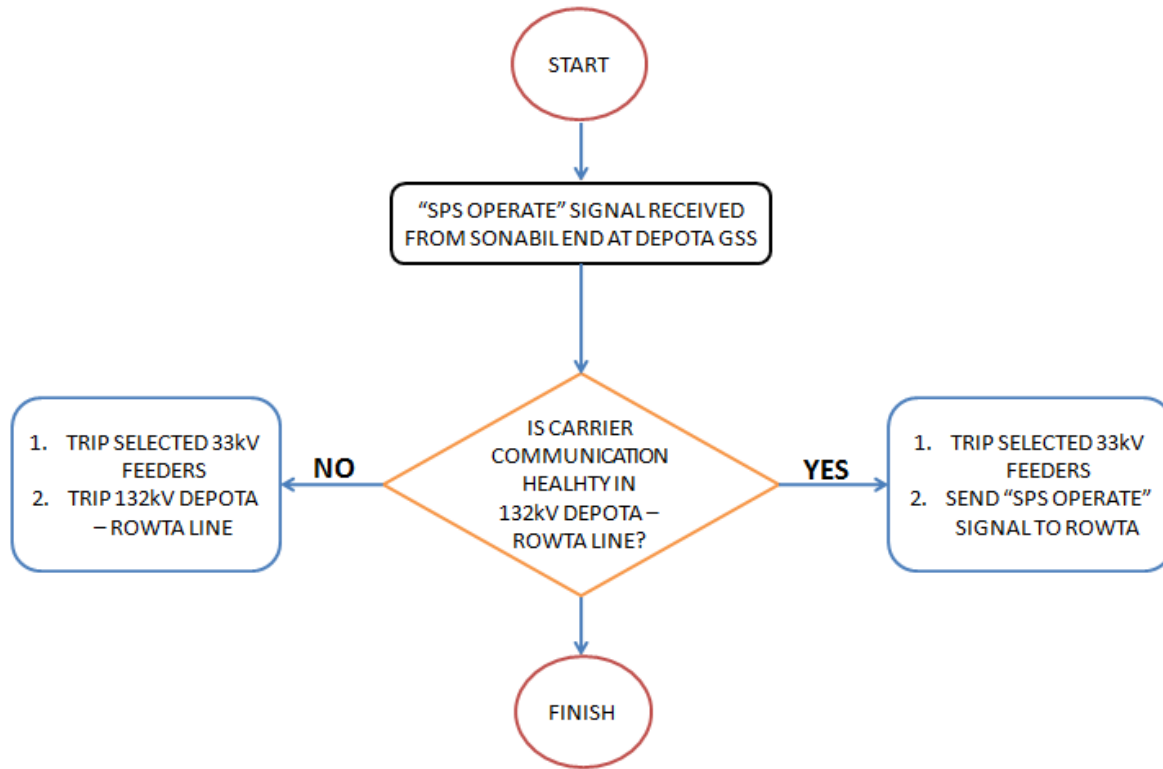 START
“SPS OPERATE” SIGNAL RECEIVED
FROM SONABIL END AT DEPOTA GSS
IS CARRIER
COMMUNICATION
HEALHTY IN
132kV DEPOTA –
ROWTA LINE?
NO
1. TRIP SELECTED 33kV
FEEDERS
2. TRIP 132kV DEPOTA
– ROWTA LINE
YES
1. TRIP SELECTED 33kV
FEEDERS
2. SEND “SPS OPERATE”
SIGNAL TO ROWTA
FINISH